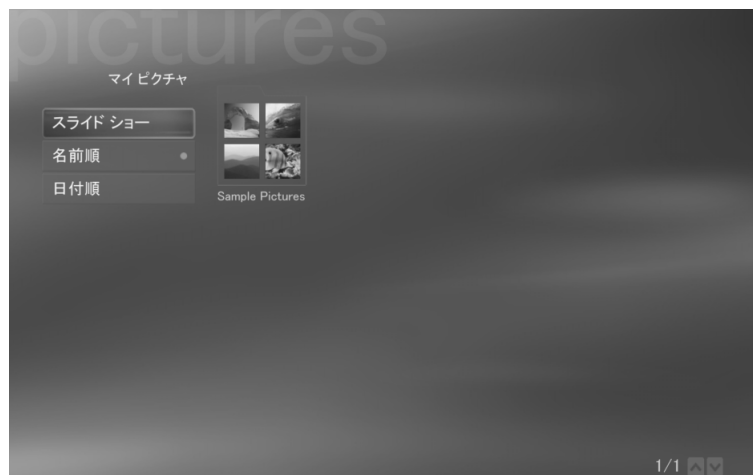 pictures
マイ ピクチャ
スライド ショー
名前順
日付順
Sample Pictures
1/1